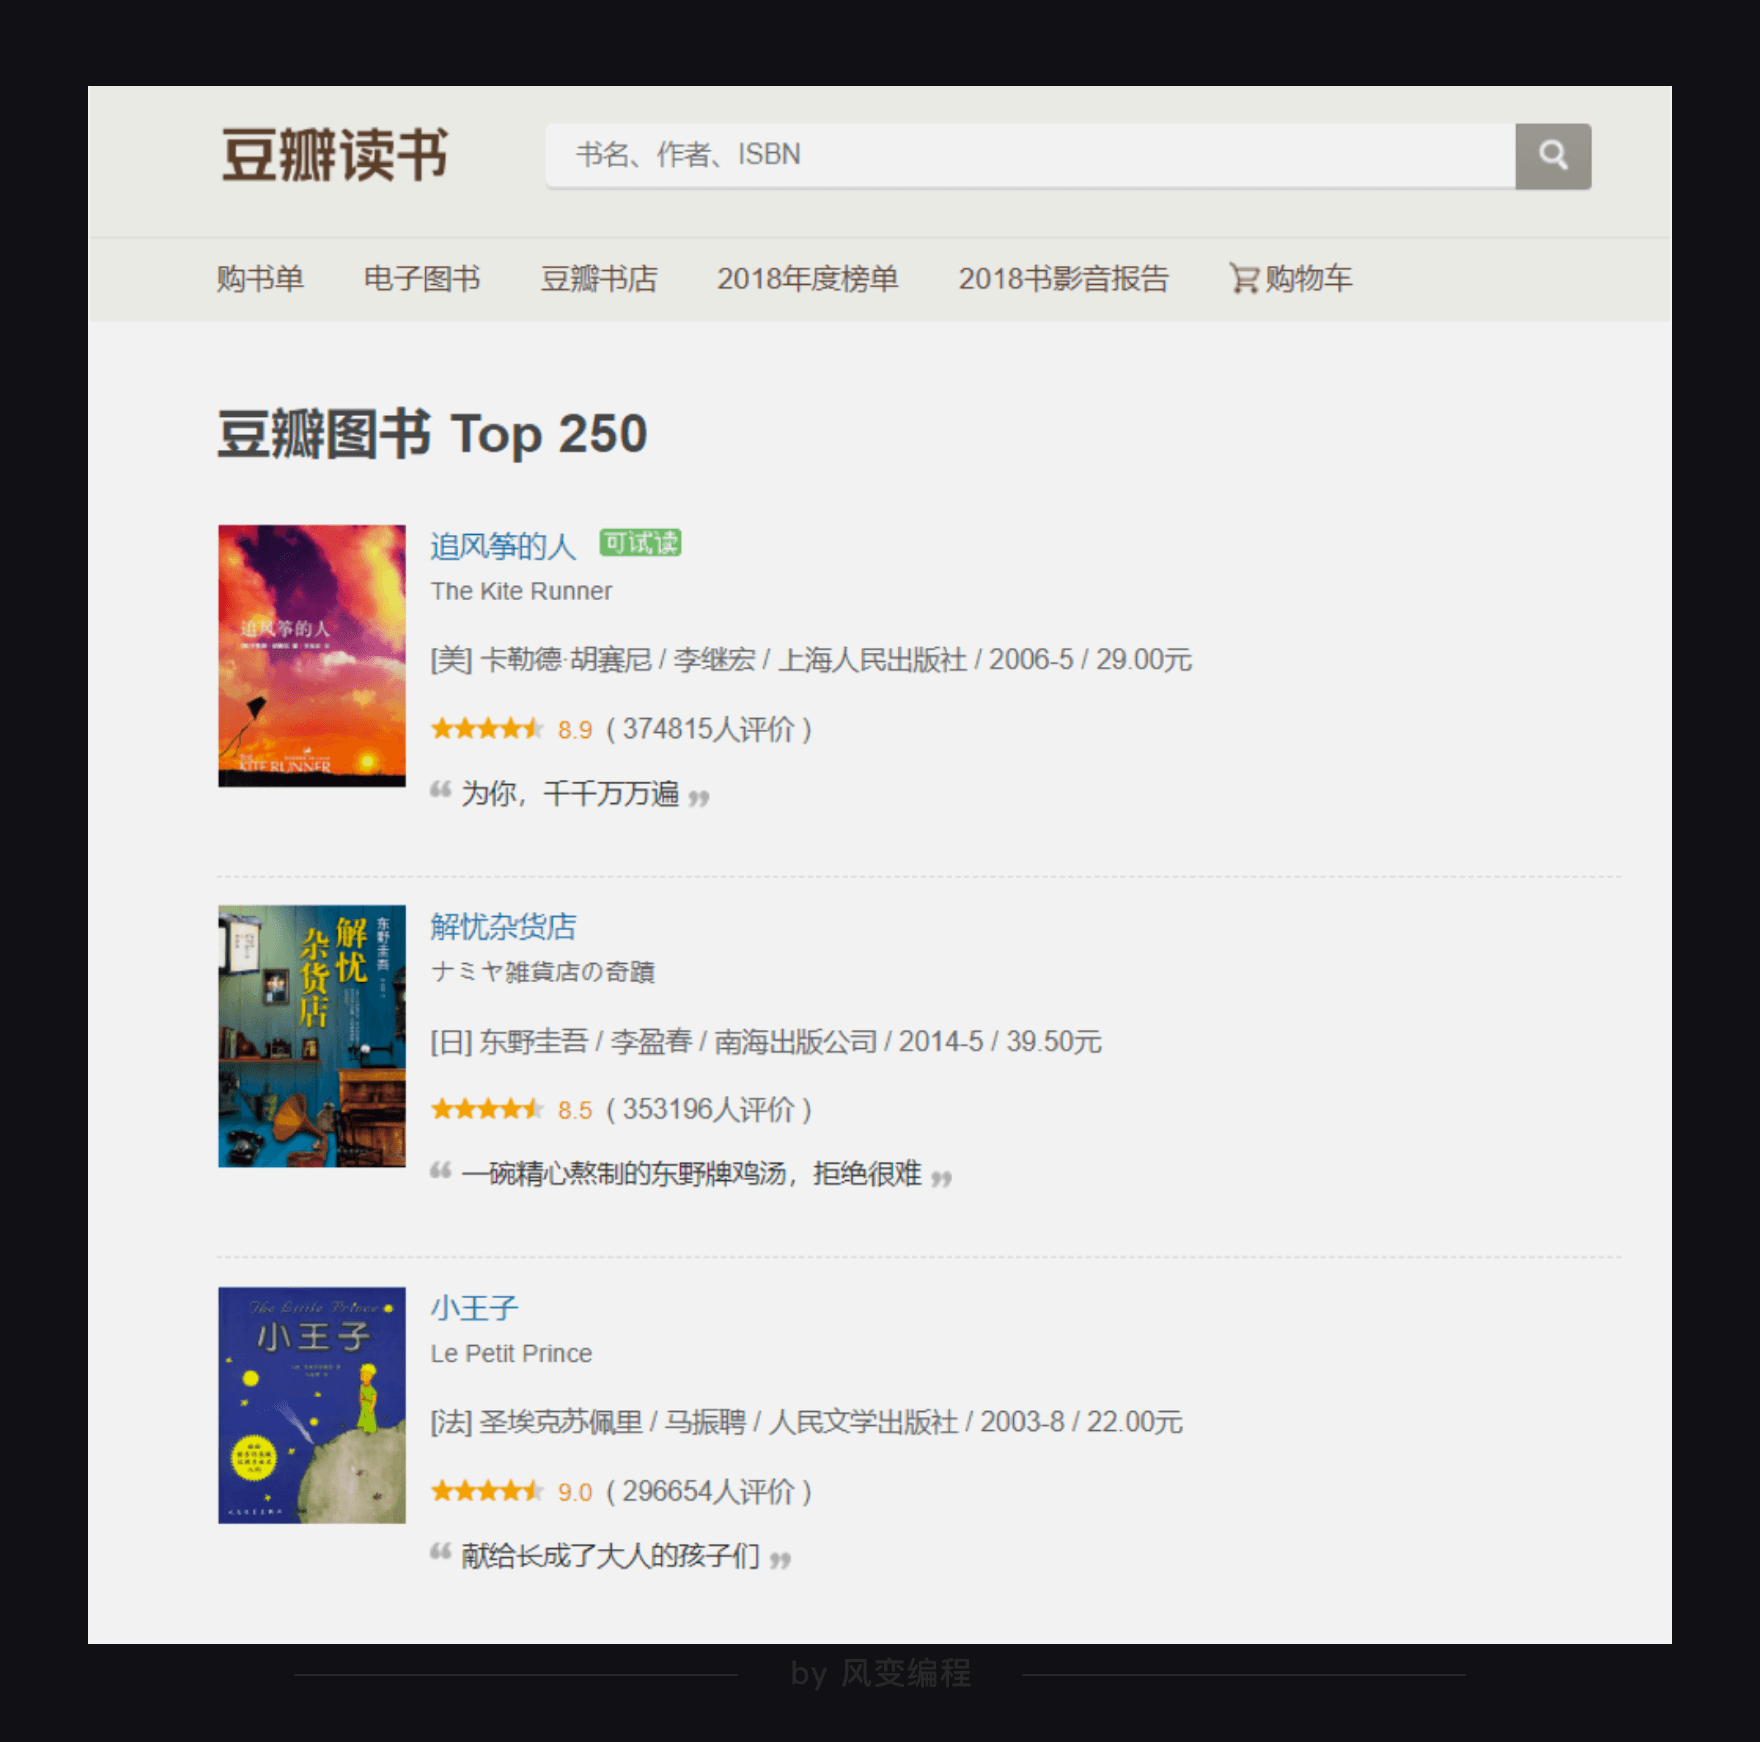 豆瓣读书
书名、作者、ISBN
购书单 电子图书 豆瓣书店 2018年度榜单 2018书影音报告 购物车
豆瓣图书 Top 250
追风筝的人
THE
KITE RUNNER
追风筝的人 可试读
The Kite Runner
[美] 卡勒德·胡赛尼 / 李继宏 / 上海人民出版社 / 2006-5 / 29.00元
8.9 ( 374815人评价 )
“ 为你，千千万万遍 ”
解忧
杂货店
东野圭吾
解忧杂货店
ナミヤ雑貨店の奇蹟
[日] 东野圭吾 / 李盈春 / 南海出版公司 / 2014-5 / 39.50元
8.5 ( 353196人评价 )
“ 一碗精心熬制的东野牌鸡汤，拒绝很难 ”
The Little Prince
小王子
小王子
Le Petit Prince
[法] 圣埃克苏佩里 / 马振聘 / 人民文学出版社 / 2003-8 / 22.00元
9.0 ( 296654人评价 )
“ 献给长成了大人的孩子们 ”
by 风变编程